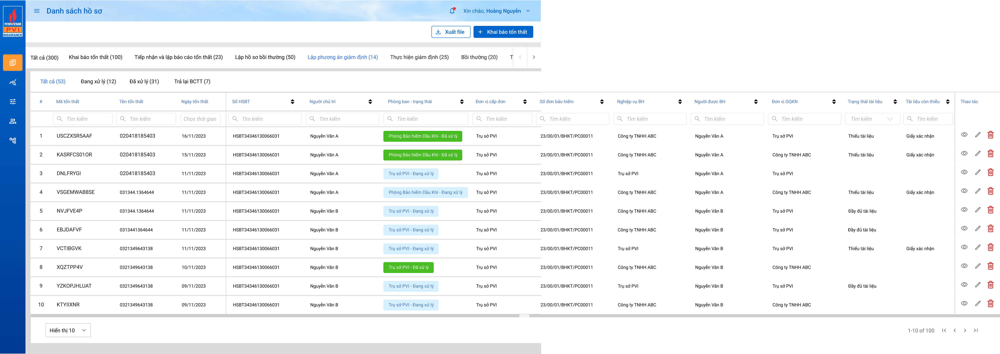 PETROVIETNAM
PVI
INSURANCE
Danh sách hồ sơ
Xin chào, Hoàng Nguyễn
Xuất file
Khai báo tổn thất
Tất cả (300) Khai báo tổn thất (100) Tiếp nhận và lập báo cáo tổn thất (23) Lập hồ sơ bồi thường (50) Lập phương án giám định (14) Thực hiện giám định (25) Bồi thường (20) T
Tất cả (53) Đang xử lý (12) Đã xử lý (31) Trả lại BCTT (7)
# Mã tổn thất Tên tổn thất Ngày tổn thất Số HSBT Người chủ trì Phòng ban - trạng thái Đơn vị cấp đơn Số đơn bảo hiểm Nghiệp vụ BH Người được BH Đơn vị GQKN Trạng thái tài liệu Tài liệu còn thiếu Thao tác
Tìm kiếm Tìm kiếm Chọn thời gian Tìm kiếm Tìm kiếm Tìm kiếm Tìm kiếm Tìm kiếm Tìm kiếm Tìm kiếm Tìm kiếm Tìm kiếm Tìm kiếm
1 USCZXSR5AAF 020418185403 16/11/2023 HSBT34346130066031 Nguyễn Văn A Phòng Bảo hiểm Dầu Khí - Đã xử lý Trụ sở PVI 23/00/01/BHKT/PC00011 Công ty TNHH ABC Nguyễn Văn A Trụ sở PVI Thiếu tài liệu Giấy xác nhận
2 KASRFCS01OR 020418185403 15/11/2023 HSBT34346130066031 Nguyễn Văn A Phòng Bảo hiểm Dầu Khí - Đã xử lý Trụ sở PVI 23/00/01/BHKT/PC00011 Công ty TNHH ABC Nguyễn Văn A Công ty TNHH ABC Thiếu tài liệu Giấy xác nhận
3 DNLFRYGI 020418185403 11/11/2023 HSBT34346130066031 Nguyễn Văn A Trụ sở PVI - Đang xử lý Trụ sở PVI 23/00/01/BHKT/PC00011 Trụ sở PVI Nguyễn Văn A Trụ sở PVI
4 VSGEMWAB8SE 031344.1364644 11/11/2023 HSBT34346130066031 Nguyễn Văn A Phòng Bảo hiểm Dầu Khí - Đang xử lý Trụ sở PVI 23/00/01/BHKT/PC00011 Công ty TNHH ABC Nguyễn Văn A Công ty TNHH ABC Thiếu tài liệu Giấy xác nhận
5 NVJFVE4P 031344.1364644 11/11/2023 HSBT34346130066031 Nguyễn Văn B Trụ sở PVI - Đang xử lý Trụ sở PVI 23/00/01/BHKT/PC00011 Công ty TNHH ABC Nguyễn Văn B Trụ sở PVI Đầy đủ tài liệu
6 EBJDAFVF 0313441364644 11/11/2023 HSBT34346130066031 Nguyễn Văn B Trụ sở PVI - Đang xử lý Trụ sở PVI 23/00/01/BHKT/PC00011 Công ty TNHH ABC Nguyễn Văn B Trụ sở PVI Đầy đủ tài liệu
7 VCTIBGVK 0321349643138 11/11/2023 HSBT34346130066031 Nguyễn Văn B Trụ sở PVI - Đang xử lý Trụ sở PVI 23/00/01/BHKT/PC00011 Trụ sở PVI Nguyễn Văn B Trụ sở PVI Thiếu tài liệu Giấy xác nhận
8 XQZTPP4V 0321349643138 10/11/2023 HSBT34346130066031 Nguyễn Văn B Trụ sở PVI - Đã xử lý Trụ sở PVI 23/00/01/BHKT/PC00011 Công ty TNHH ABC Nguyễn Văn B Công ty TNHH ABC
9 YZKOPJHLUAT 0321349643138 09/11/2023 HSBT34346130066031 Nguyễn Văn B Trụ sở PVI - Đang xử lý Trụ sở PVI 23/00/01/BHKT/PC00011 Trụ sở PVI Nguyễn Văn B Trụ sở PVI Đầy đủ tài liệu
10 KTYIIXNR 0321349643138 09/11/2023 HSBT34346130066031 Nguyễn Văn B Trụ sở PVI - Đang xử lý Trụ sở PVI 23/00/01/BHKT/PC00011 Công ty TNHH ABC Nguyễn Văn B Công ty TNHH ABC
Hiển thị 10
1-10 of 100